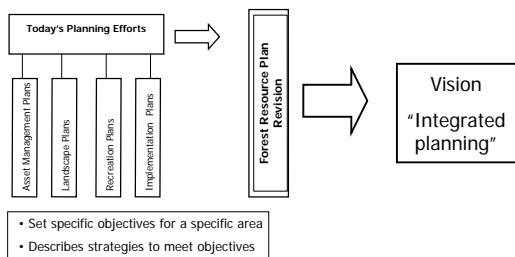 Today's Planning Efforts
Asset Management Plans
Landscape Plans
Recreation Plans
Implementation Plans
Forest Resource Plan
Revision
Vision
"Integrated
planning"
• Set specific objectives for a specific area
• Describes strategies to meet objectives